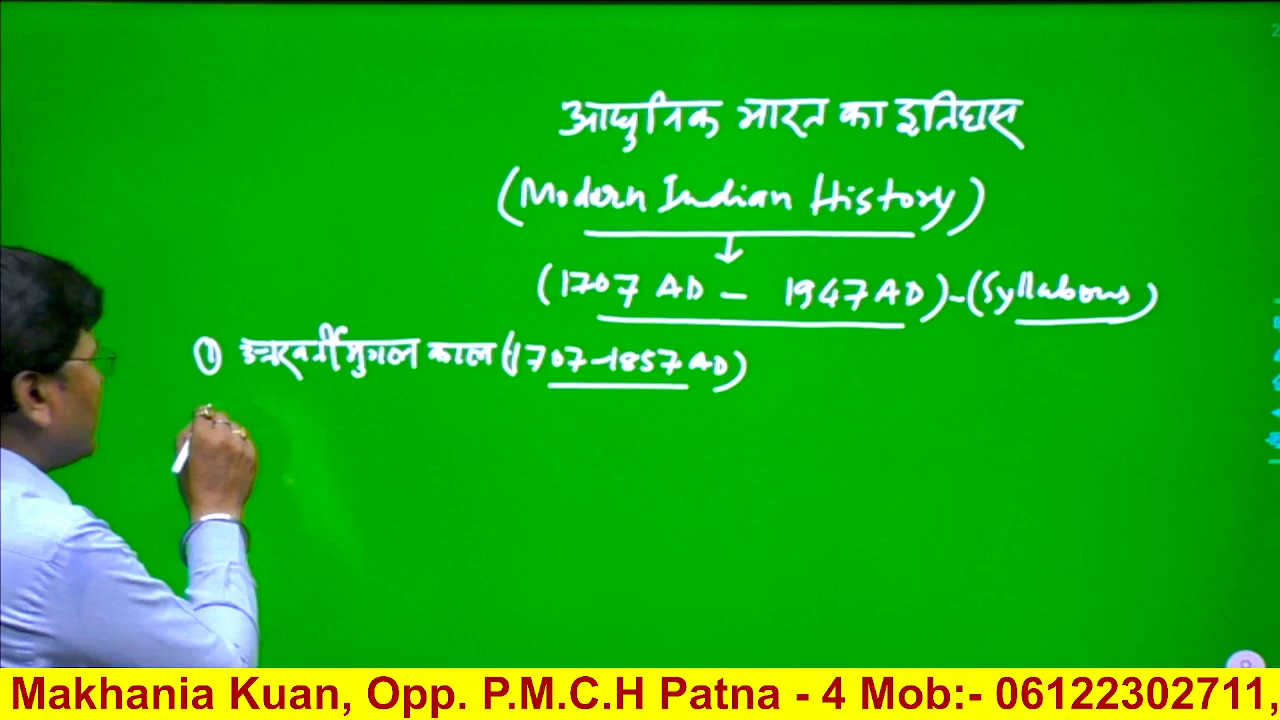 आधुनिक भारत का इतिहास
(Modern Indian History)
(1707 AD - 1947 AD) - (Syllabous)
① उत्तरवर्ती मुगल काल (1707-1857 AD)
Makhania Kuan, Opp. P.M.C.H Patna - 4 Mob:- 06122302711,